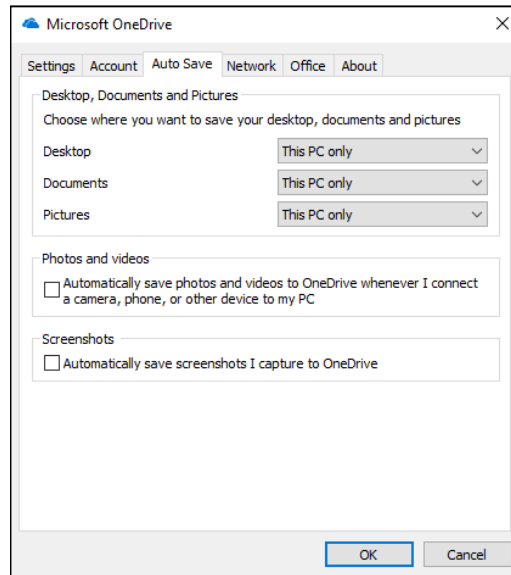 Microsoft OneDrive
Settings Account Auto Save Network Office About
Desktop, Documents and Pictures
Choose where you want to save your desktop, documents and pictures
Desktop This PC only
Documents This PC only
Pictures This PC only
Photos and videos
Automatically save photos and videos to OneDrive whenever I connect
a camera, phone, or other device to my PC
Screenshots
Automatically save screenshots I capture to OneDrive
OK Cancel